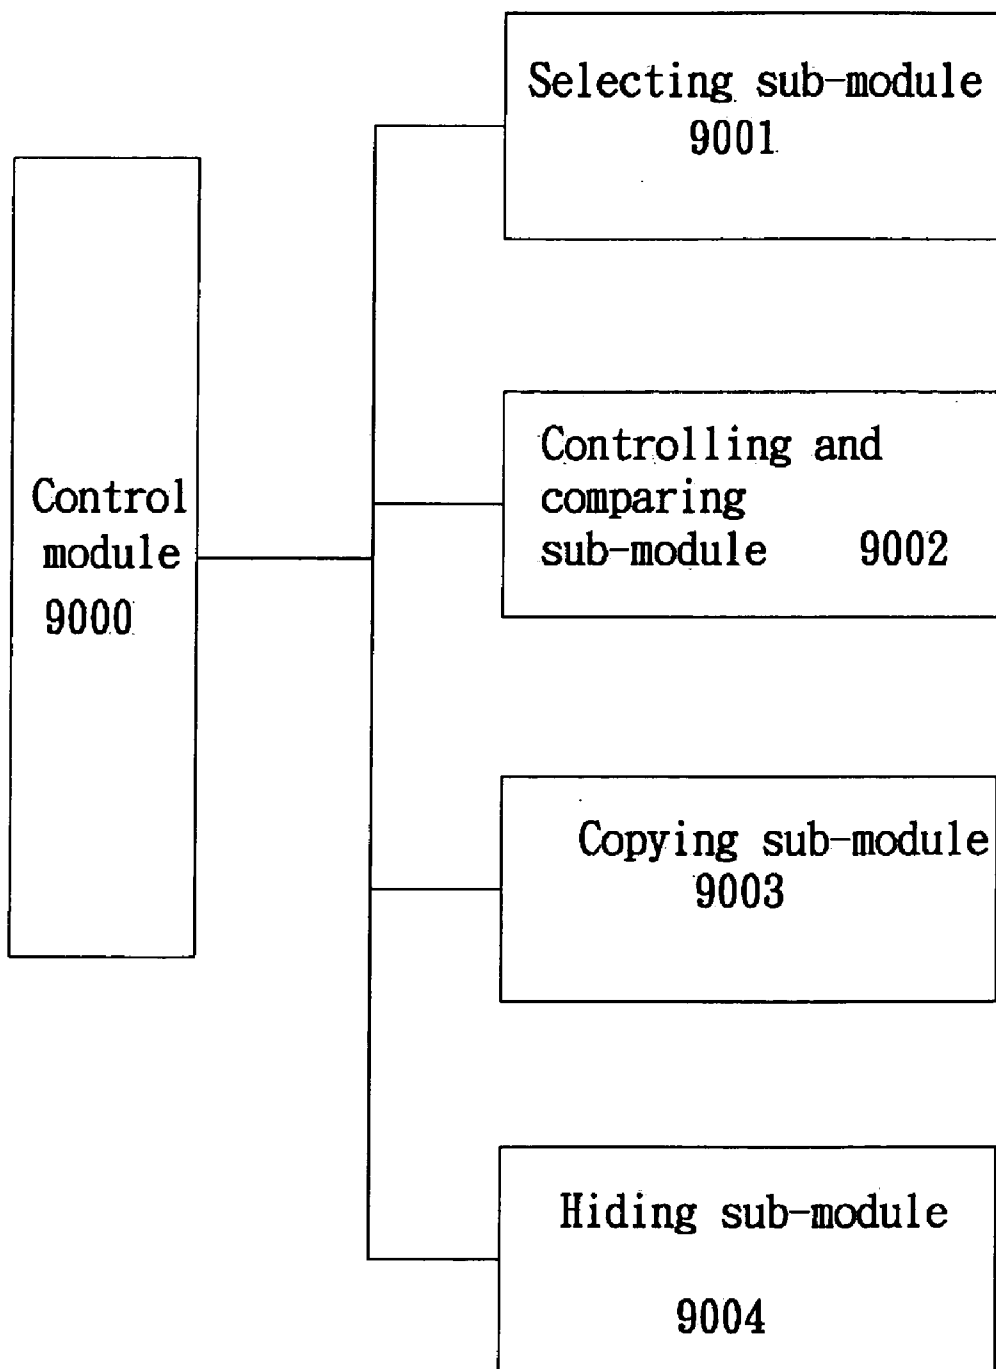 Selecting sub-module
9001
Control
module
9000
Controlling and
comparing
sub-module 9002
Copying sub-module
9003
Hiding sub-module
9004